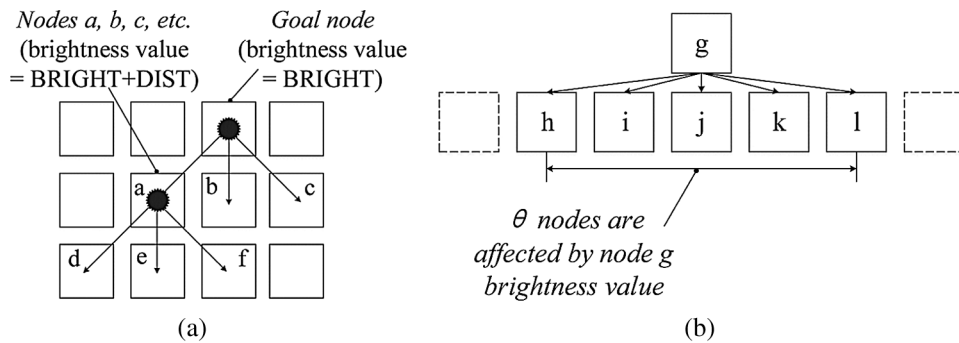 Nodes a, b, c, etc.
(brightness value
= BRIGHT+DIST)
Goal node
(brightness value
= BRIGHT)
a
b
c
d
e
f
(a)
g
h
i
j
k
l
θ nodes are
affected by node g
brightness value
(b)